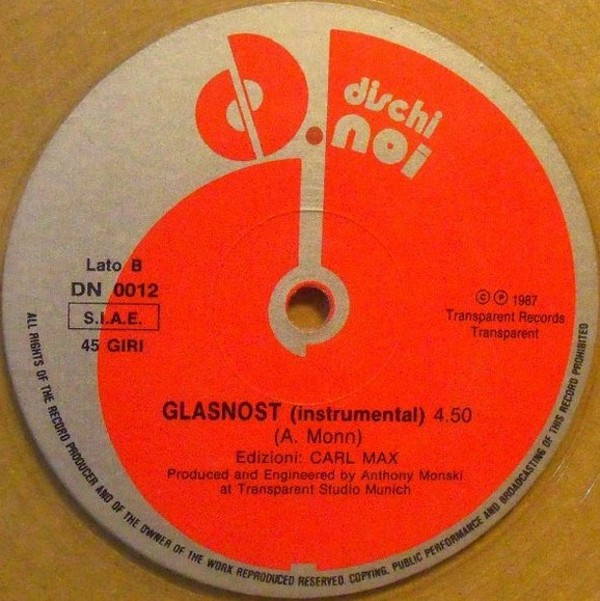 dischi
noi
Lato B
DN 0012
S.I.A.E.
45 GIRI
© ℗ 1987
Transparent Records
Transparent
GLASNOST (instrumental) 4.50
(A. Monn)
Edizioni: CARL MAX
Produced and Engineered by Anthony Monski
at Transparent Studio Munich
ALL RIGHTS OF THE RECORD PRODUCER AND OF THE OWNER OF THE WORK REPRODUCED RESERVED. COPYING, PUBLIC PERFORMANCE AND BROADCASTING OF THIS RECORD PROHIBITED